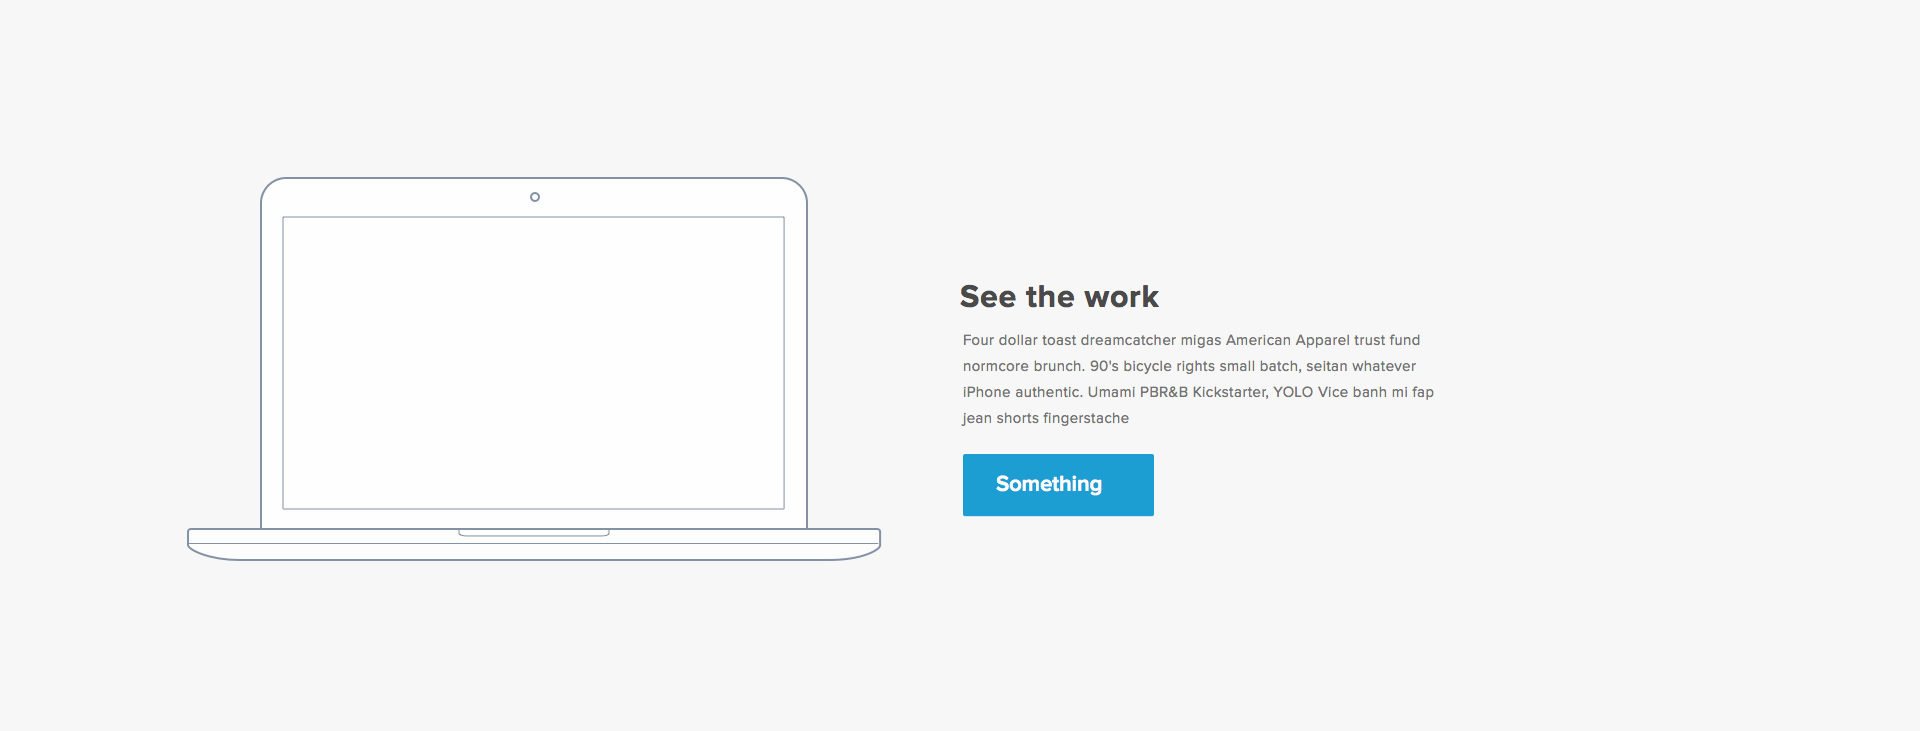 See the work
Four dollar toast dreamcatcher migas American Apparel trust fund
normcore brunch. 90's bicycle rights small batch, seitan whatever
iPhone authentic. Umami PBR&B Kickstarter, YOLO Vice banh mi fap
jean shorts fingerstache
Something